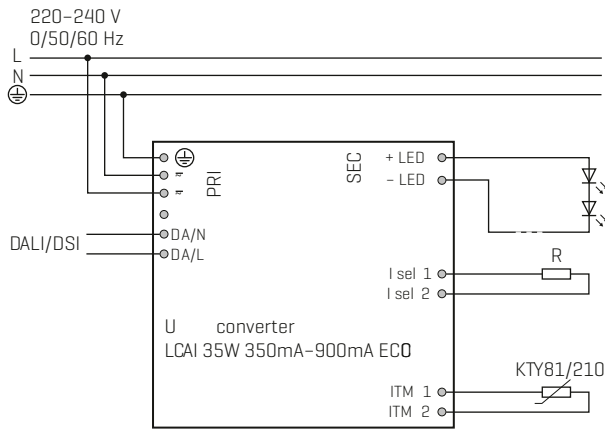 220–240 V
0/50/60 Hz
L
N
PRI
SEC
+ LED
– LED
DALI/DSI
DA/N
DA/L
I sel 1
I sel 2
R
U converter
LCAI 35W 350mA–900mA ECO
KTY81/210
ITM 1
ITM 2